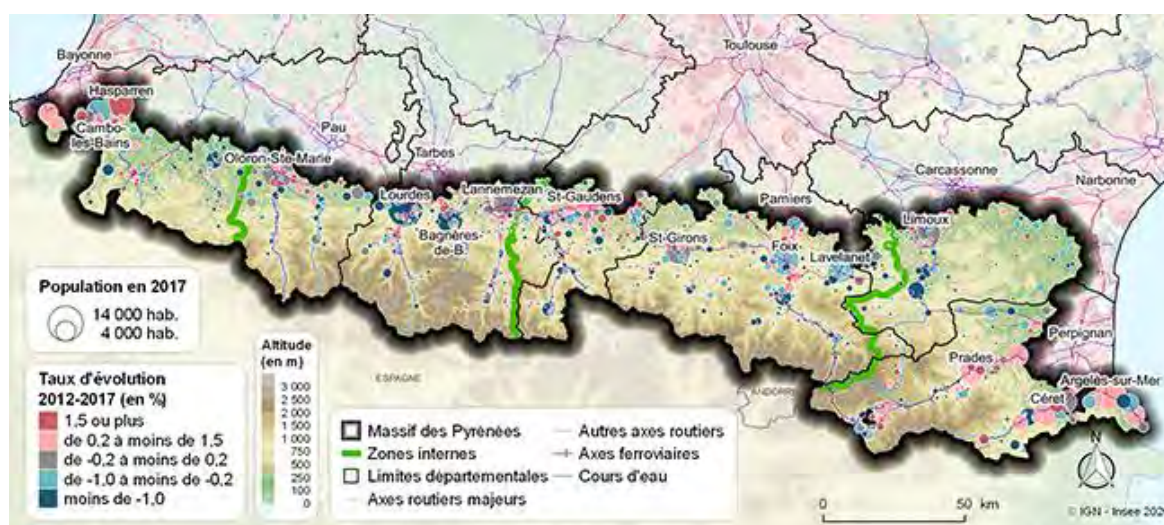 Bayonne
Toulouse
Hasparren
Cambo-
les-Bains
Pau
Oloron-Ste-Marie
Tarbes
Carcassonne
Narbonne
Lourdes
Lannemezan
St-Gaudens
Pamiers
Limoux
Bagnères-
de-B.
St-Girons
Foix
Lavelanet
Perpignan
Prades
Argelès-sur-Mer
Céret
ESPAGNE
Population en 2017
14 000 hab.
4 000 hab.
Taux d'évolution
2012-2017 (en %)
1,5 ou plus
de 0,2 à moins de 1,5
de -0,2 à moins de 0,2
de -1,0 à moins de -0,2
moins de -1,0
Altitude
(en m)
3 000
2 500
2 000
1 500
1 000
750
500
250
100
0
Massif des Pyrénées
Zones internes
Limites départementales
Axes routiers majeurs
Autres axes routiers
Axes ferroviaires
Cours d'eau
N
0 50 km
© IGN - Insee